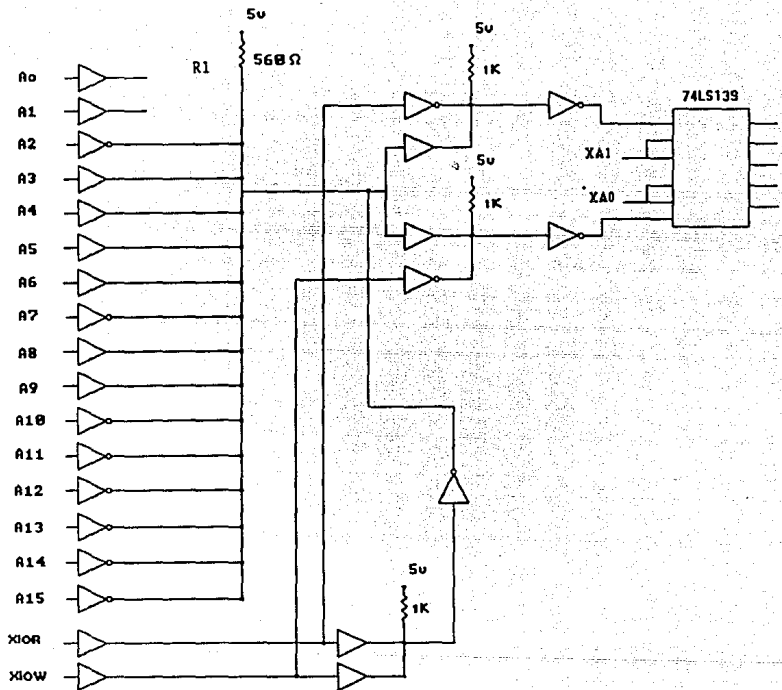 5v
R1
560Ω
5v
1K
74LS139
A0
A1
A2
A3
A4
A5
A6
A7
A8
A9
A10
A11
A12
A13
A14
A15
XIOR
XIOW
XA1
XA0
5v
1K
5v
1K